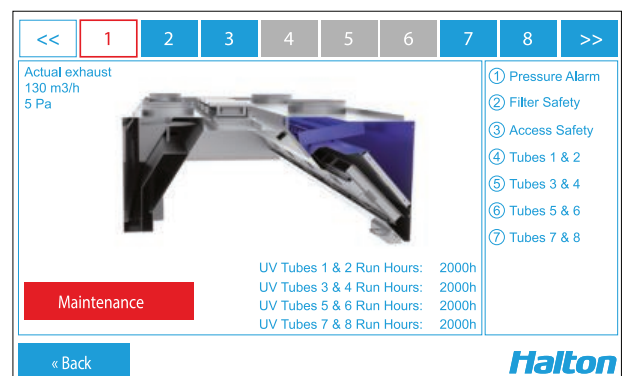 << 1 2 3 4 5 6 7 8 >>
Actual exhaust
130 m3/h
5 Pa
1 Pressure Alarm
2 Filter Safety
3 Access Safety
4 Tubes 1 & 2
5 Tubes 3 & 4
6 Tubes 5 & 6
7 Tubes 7 & 8
UV Tubes 1 & 2 Run Hours: 2000h
UV Tubes 3 & 4 Run Hours: 2000h
UV Tubes 5 & 6 Run Hours: 2000h
UV Tubes 7 & 8 Run Hours: 2000h
Maintenance
« Back
Halton